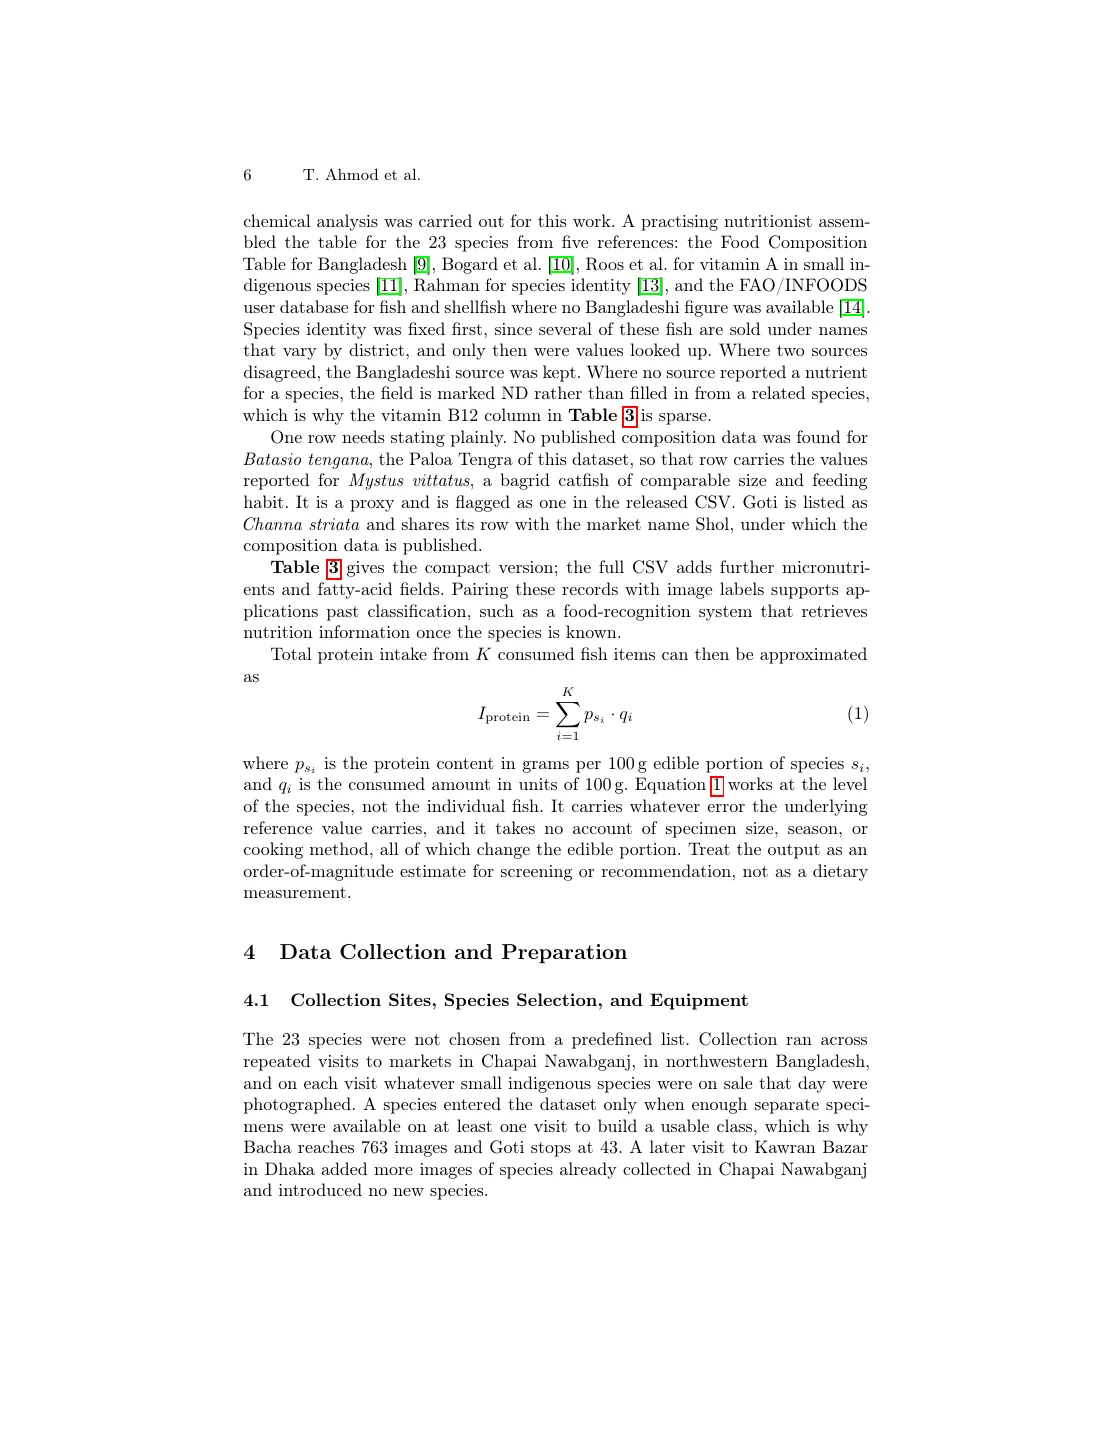 6 T. Ahmod et al.
chemical analysis was carried out for this work. A practising nutritionist assem-
bled the table for the 23 species from five references: the Food Composition
Table for Bangladesh [9], Bogard et al. [10], Roos et al. for vitamin A in small in-
digenous species [11], Rahman for species identity [13], and the FAO/INFOODS
user database for fish and shellfish where no Bangladeshi figure was available [14].
Species identity was fixed first, since several of these fish are sold under names
that vary by district, and only then were values looked up. Where two sources
disagreed, the Bangladeshi source was kept. Where no source reported a nutrient
for a species, the field is marked ND rather than filled in from a related species,
which is why the vitamin B12 column in Table 3 is sparse.
One row needs stating plainly. No published composition data was found for
Batasio tengana, the Paloa Tengra of this dataset, so that row carries the values
reported for Mystus vittatus, a bagrid catfish of comparable size and feeding
habit. It is a proxy and is flagged as one in the released CSV. Goti is listed as
Channa striata and shares its row with the market name Shol, under which the
composition data is published.
Table 3 gives the compact version; the full CSV adds further micronutri-
ents and fatty-acid fields. Pairing these records with image labels supports ap-
plications past classification, such as a food-recognition system that retrieves
nutrition information once the species is known.
Total protein intake from K consumed fish items can then be approximated
as
I_protein = ∑_{i=1}^{K} p_{s_i} · q_i (1)
where p_{s_i} is the protein content in grams per 100 g edible portion of species s_i,
and q_i is the consumed amount in units of 100 g. Equation 1 works at the level
of the species, not the individual fish. It carries whatever error the underlying
reference value carries, and it takes no account of specimen size, season, or
cooking method, all of which change the edible portion. Treat the output as an
order-of-magnitude estimate for screening or recommendation, not as a dietary
measurement.
4 Data Collection and Preparation
4.1 Collection Sites, Species Selection, and Equipment
The 23 species were not chosen from a predefined list. Collection ran across
repeated visits to markets in Chapai Nawabganj, in northwestern Bangladesh,
and on each visit whatever small indigenous species were on sale that day were
photographed. A species entered the dataset only when enough separate speci-
mens were available on at least one visit to build a usable class, which is why
Bacha reaches 763 images and Goti stops at 43. A later visit to Kawran Bazar
in Dhaka added more images of species already collected in Chapai Nawabganj
and introduced no new species.